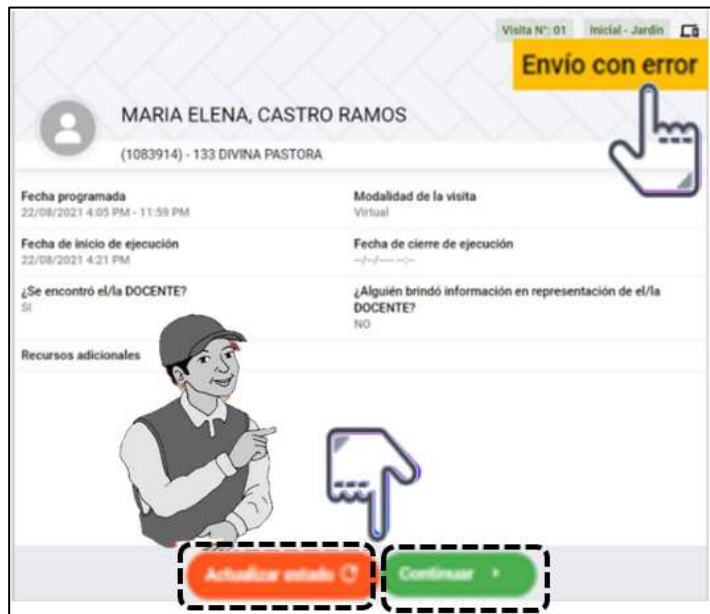 Visita N°: 01 Inicial - Jardín
Envío con error
MARIA ELENA, CASTRO RAMOS
(1083914) - 133 DIVINA PASTORA
Fecha programada
22/08/2021 4:05 PM - 11:59 PM
Modalidad de la visita
Virtual
Fecha de inicio de ejecución
22/08/2021 4:21 PM
Fecha de cierre de ejecución
--/--/---- --:--
¿Se encontró el/la DOCENTE?
SI
¿Alguién brindó información en representación de el/la
DOCENTE?
NO
Recursos adicionales
Actualizar estado
Continuar